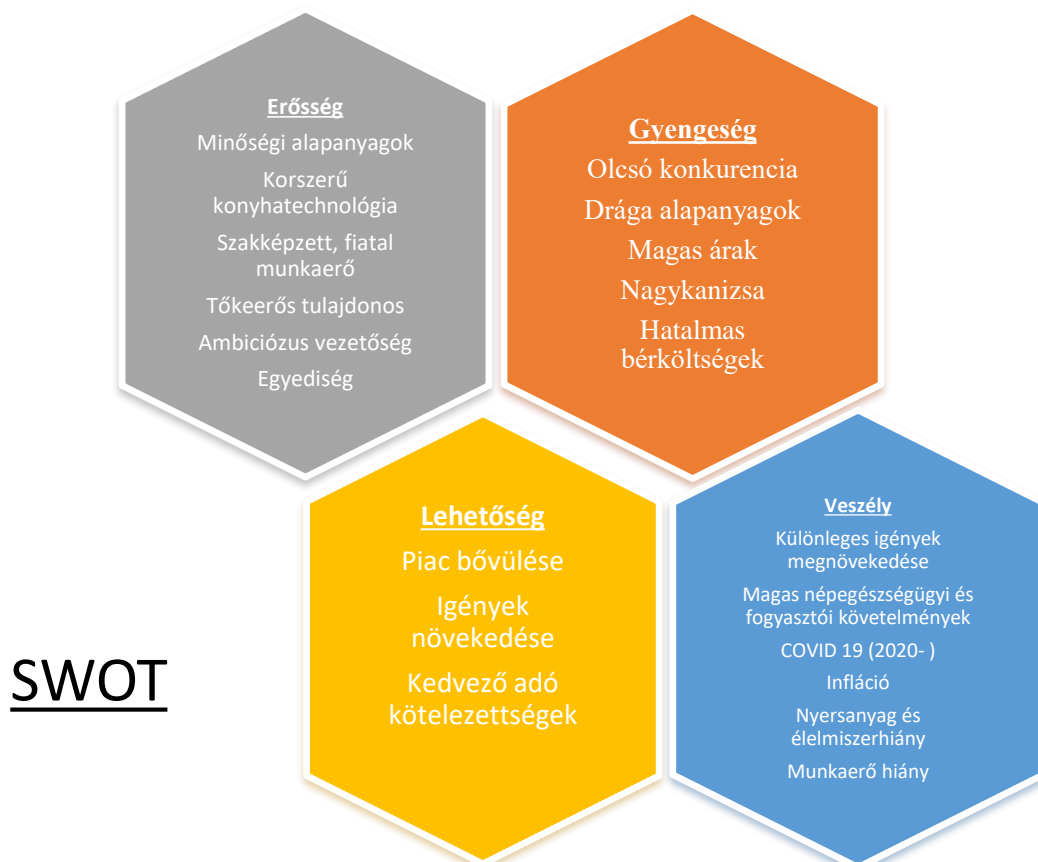 Erősség
Minőségi alapanyagok
Korszerű
konyhatechnológia
Szakképzett, fiatal
munkaerő
Tőkeerős tulajdonos
Ambiciózus vezetőség
Egyediség
Gyengeség
Olcsó konkurencia
Drága alapanyagok
Magas árak
Nagykanizsa
Hatalmas
bérköltségek
Lehetőség
Piac bővülése
Igények
növekedése
Kedvező adó
kötelezettségek
Veszély
Különleges igények
megnövekedése
Magas népegészségügyi és
fogyasztói követelmények
COVID 19 (2020- )
Infláció
Nyersanyag és
élelmiszerhiány
Munkaerő hiány
SWOT